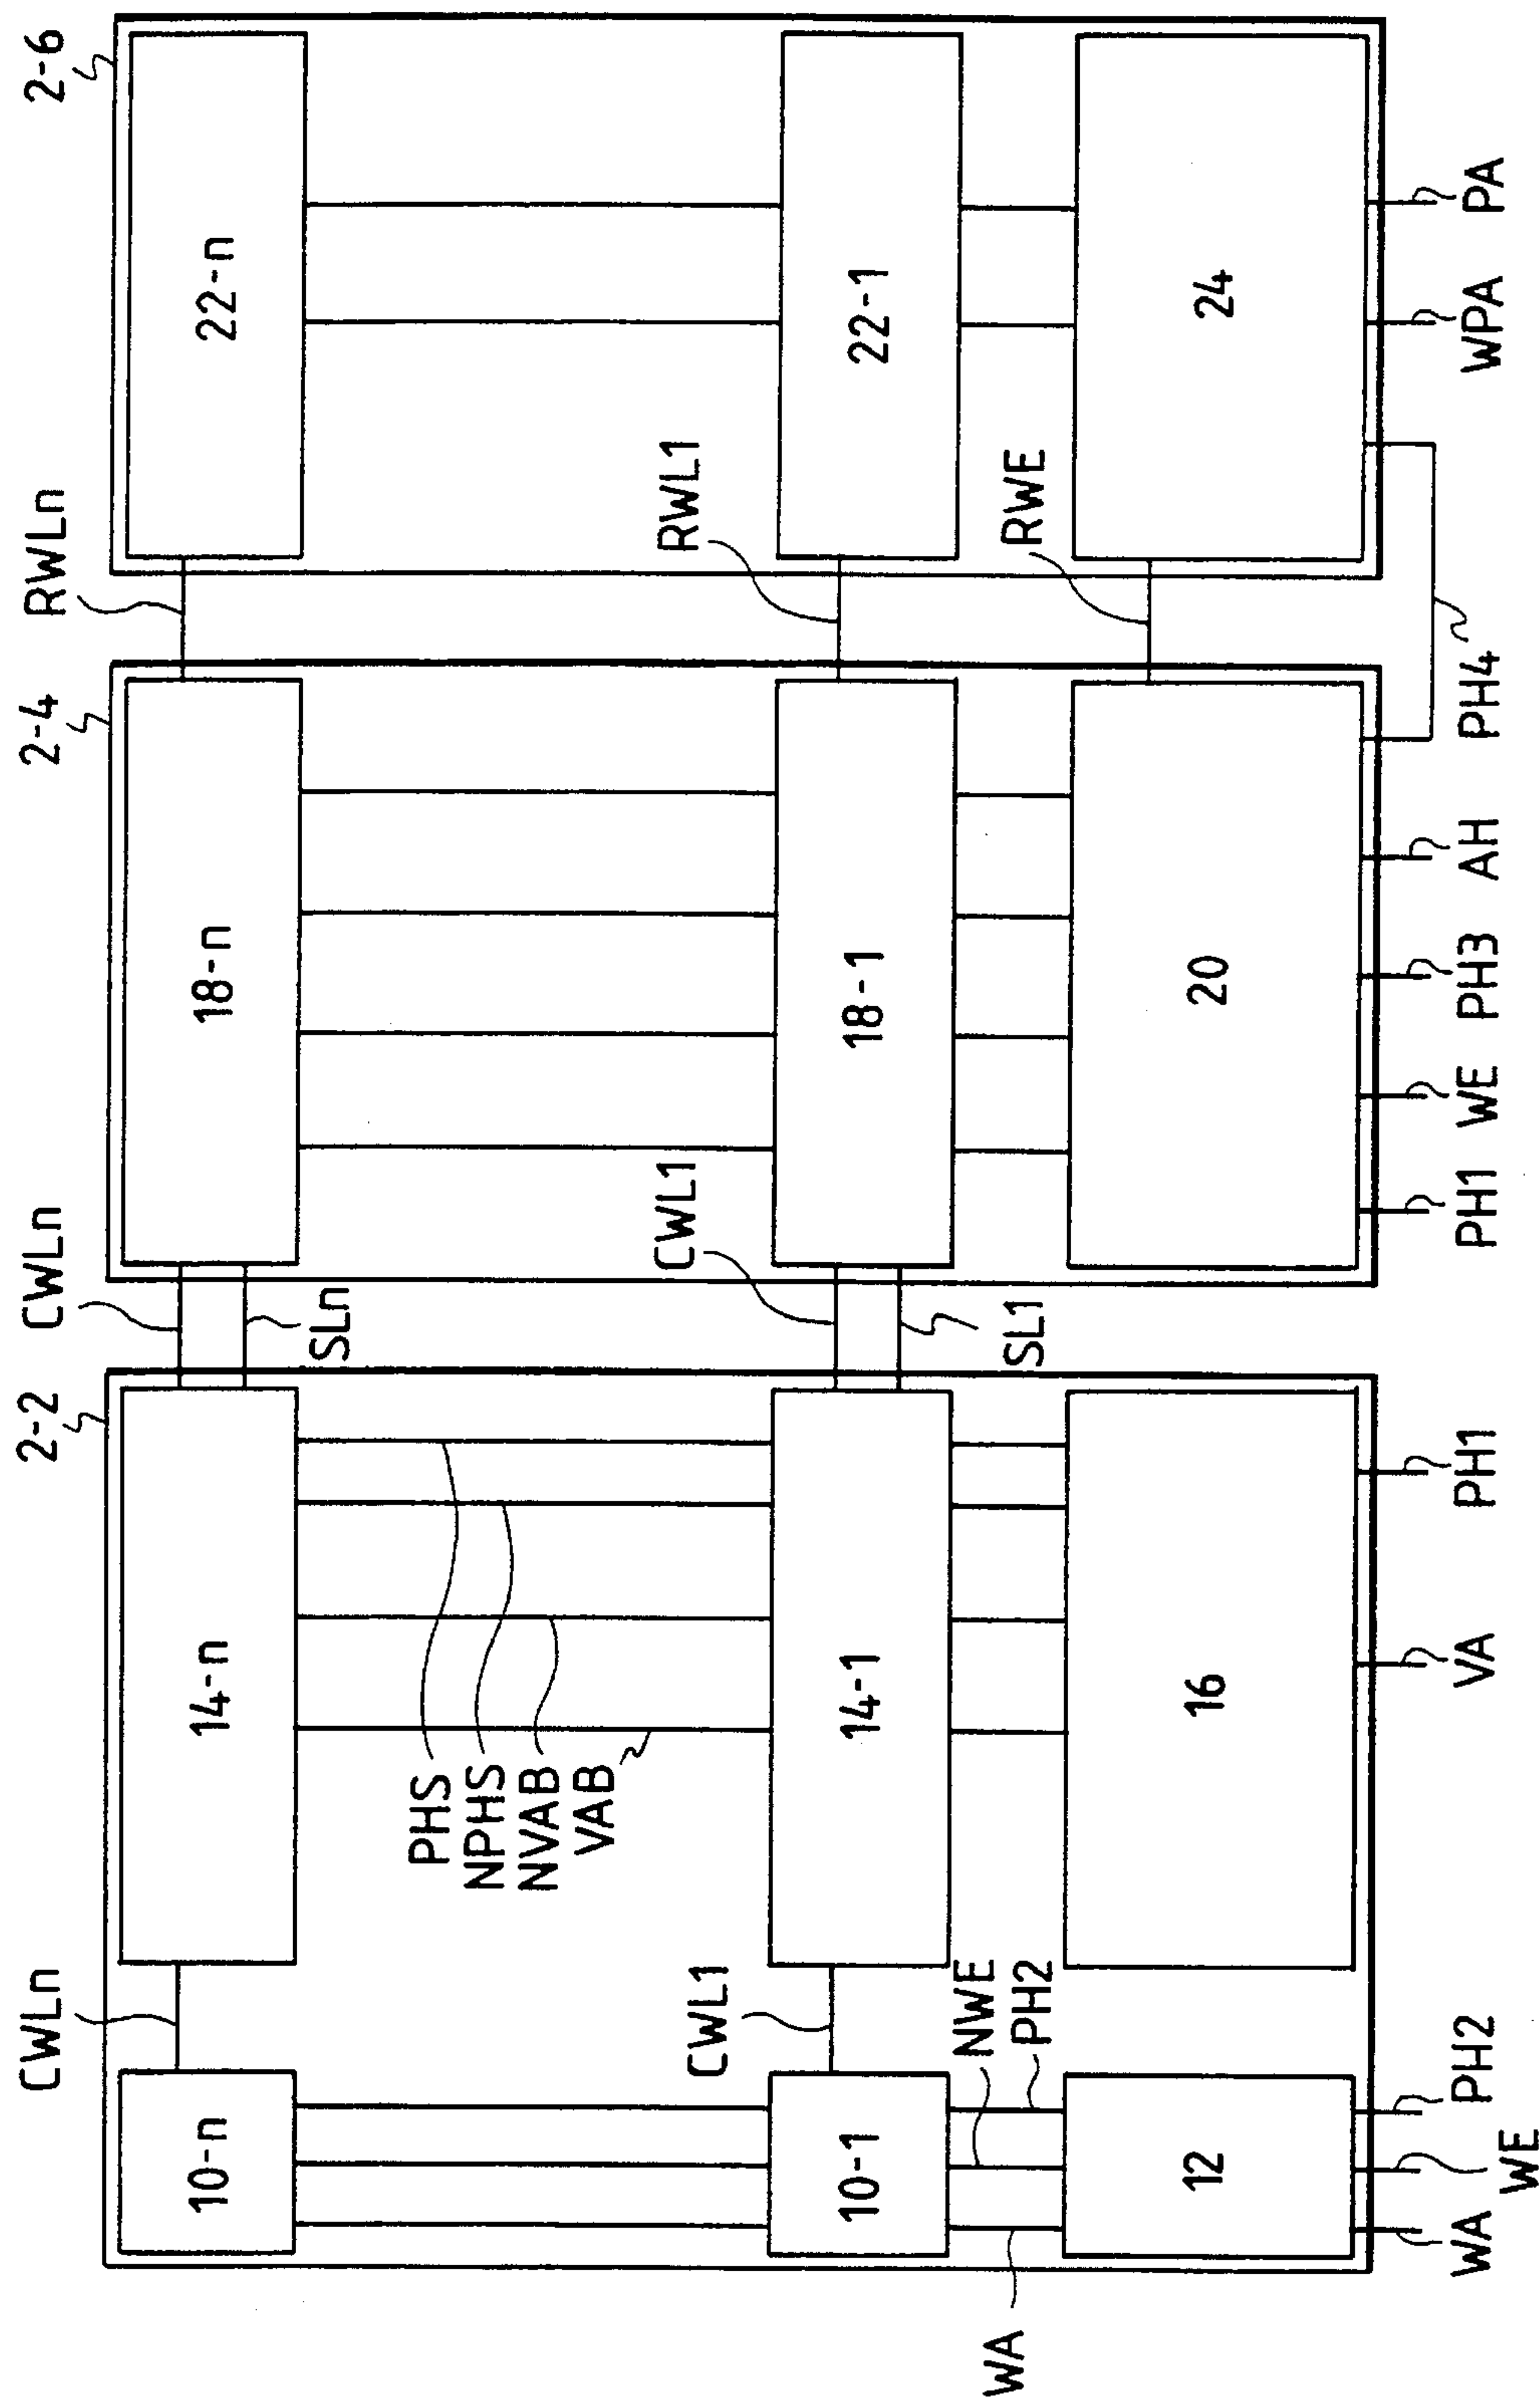 2-2
2-4
2-6
CWLn
CWLn
RWLn
10-n
14-n
SLn
18-n
22-n
PHS
NPHS
NVAB
VAB
CWL1
CWL1
RWL1
10-1
14-1
SL1
18-1
22-1
WA
NWE
PH2
RWE
12
16
20
24
WA
WE
PH2
VA
PH1
PH1
WE
PH3
AH
PH4
WPA
PA